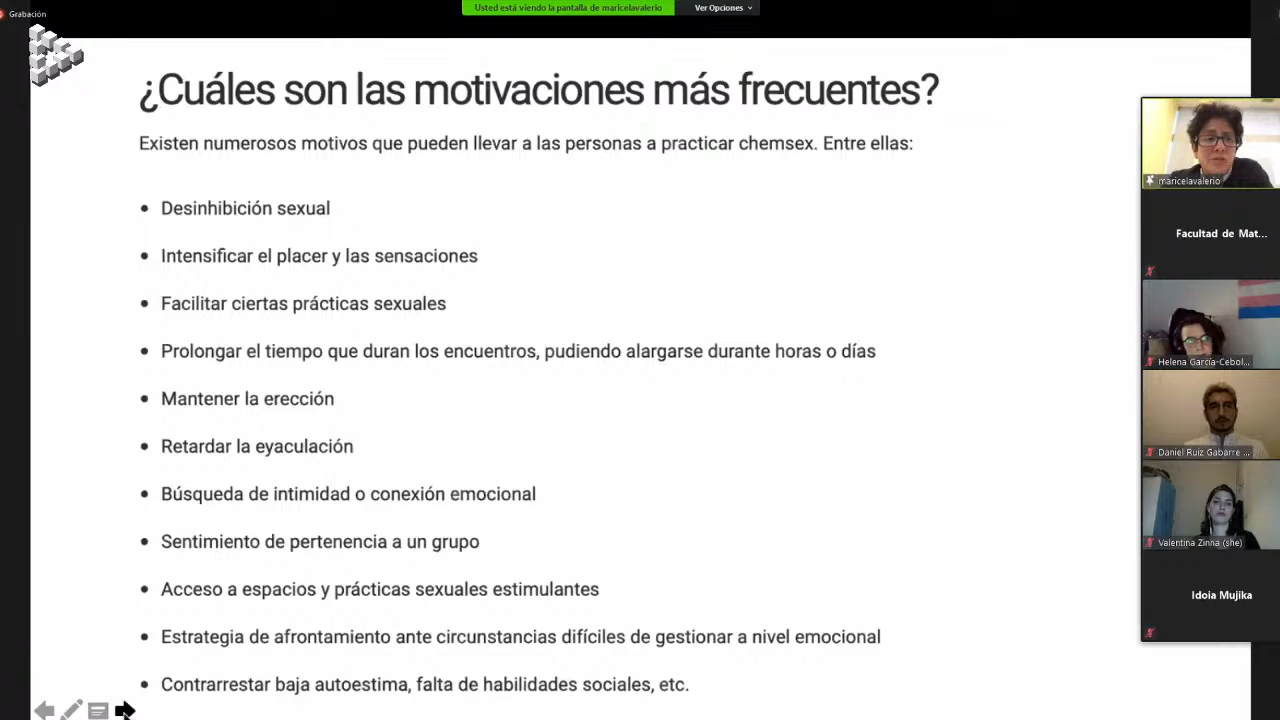 Grabación
Usted está viendo la pantalla de maricelavalerio
Ver Opciones
¿Cuáles son las motivaciones más frecuentes?
Existen numerosos motivos que pueden llevar a las personas a practicar chemsex. Entre ellas:
• Desinhibición sexual
• Intensificar el placer y las sensaciones
• Facilitar ciertas prácticas sexuales
• Prolongar el tiempo que duran los encuentros, pudiendo alargarse durante horas o días
• Mantener la erección
• Retardar la eyaculación
• Búsqueda de intimidad o conexión emocional
• Sentimiento de pertenencia a un grupo
• Acceso a espacios y prácticas sexuales estimulantes
• Estrategia de afrontamiento ante circunstancias difíciles de gestionar a nivel emocional
• Contrarrestar baja autoestima, falta de habilidades sociales, etc.
maricelavalerio
Facultad de Mat...
Helena García-Cebol...
Daniel Ruiz Gabarre ...
Valentina Zinna (she)
Idoia Mujika